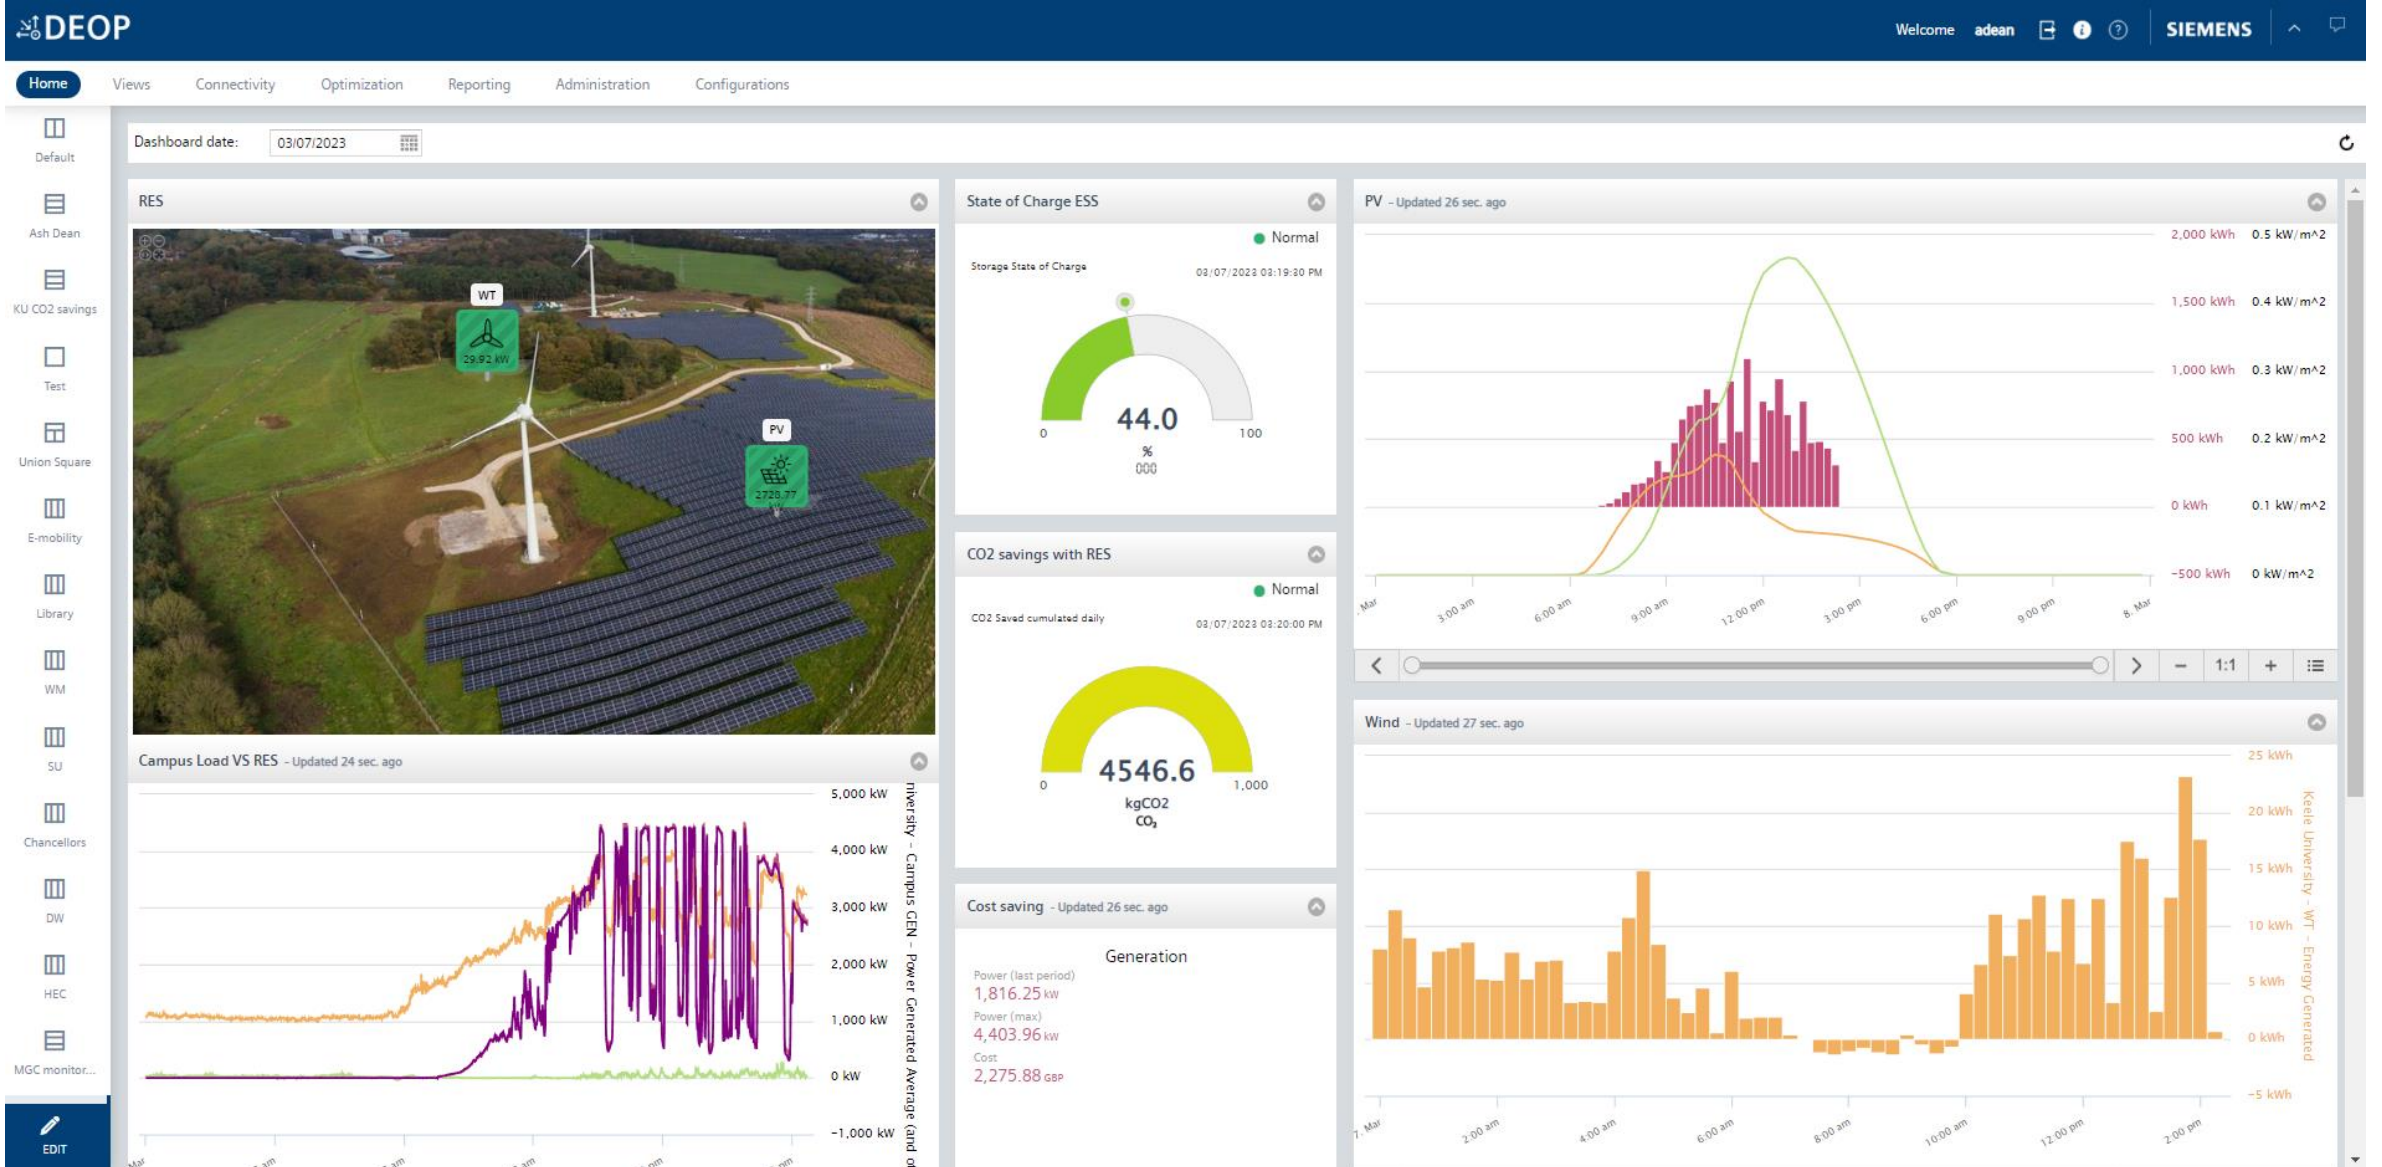 DEOP
Welcome adean
SIEMENS
Home
Views
Connectivity
Optimization
Reporting
Administration
Configurations
Default
Ash Dean
KU CO2 savings
Test
Union Square
E-mobility
Library
WM
SU
Chancellors
DW
HEC
MGC monitor...
EDIT
Dashboard date: 03/07/2023
RES
WT
29.92 kW
PV
2728.77
Campus Load VS RES - Updated 24 sec. ago
5,000 kW
4,000 kW
3,000 kW
2,000 kW
1,000 kW
0 kW
-1,000 kW
niversity - Campus GEN - Power Generated Average (and ot
Mar
am
am
am
pm
pm
State of Charge ESS
Normal
Storage State of Charge
03/07/2023 03:19:30 PM
44.0
0
100
%
000
CO2 savings with RES
Normal
CO2 Saved cumulated daily
03/07/2023 03:20:00 PM
4546.6
0
1,000
kgCO2
CO₂
Cost saving - Updated 26 sec. ago
Generation
Power (last period)
1,816.25 kW
Power (max)
4,403.96 kW
Cost
2,275.88 GBP
PV - Updated 26 sec. ago
2,000 kWh 0.5 kW/m^2
1,500 kWh 0.4 kW/m^2
1,000 kWh 0.3 kW/m^2
500 kWh 0.2 kW/m^2
0 kWh 0.1 kW/m^2
-500 kWh 0 kW/m^2
. Mar
3:00 am
6:00 am
9:00 am
12:00 pm
3:00 pm
6:00 pm
9:00 pm
8. Mar
1:1
Wind - Updated 27 sec. ago
25 kWh
20 kWh
15 kWh
10 kWh
5 kWh
0 kWh
-5 kWh
Keele University - WT - Energy Generated
7. Mar
2:00 am
4:00 am
6:00 am
8:00 am
10:00 am
12:00 pm
2:00 pm